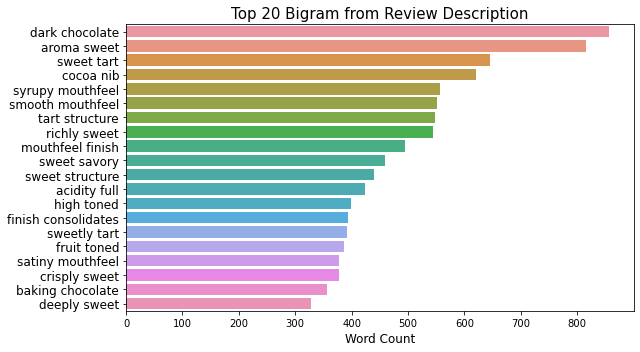 Top 20 Bigram from Review Description
dark chocolate
aroma sweet
sweet tart
cocoa nib
syrupy mouthfeel
smooth mouthfeel
tart structure
richly sweet
mouthfeel finish
sweet savory
sweet structure
acidity full
high toned
finish consolidates
sweetly tart
fruit toned
satiny mouthfeel
crisply sweet
baking chocolate
deeply sweet
0 100 200 300 400 500 600 700 800
Word Count